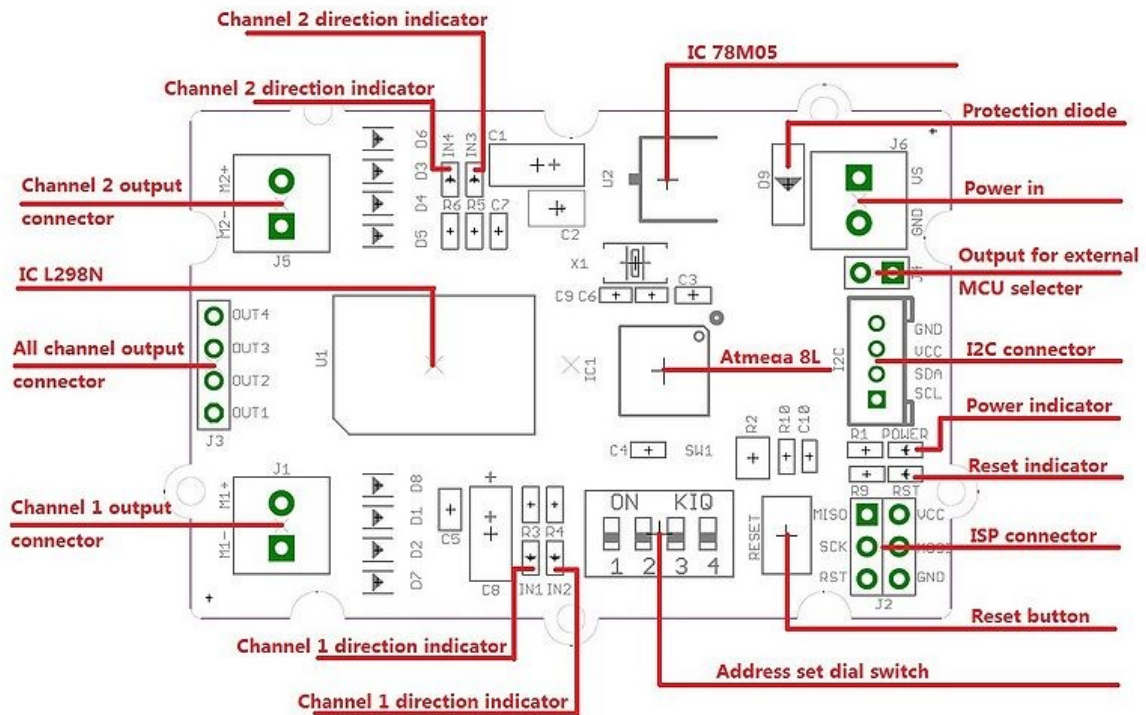 Channel 2 direction indicator
IC 78M05
Channel 2 direction indicator
Protection diode
Channel 2 output
connector
M2+
M2-
J5
D6
D3
D4
D5
IN4
IN3
R6
R5
C7
C1
C2
U2
D9
J6
VS
GND
Power in
IC L298N
X1
C9
C6
C3
J4
Output for external
MCU selecter
All channel output
connector
OUT4
OUT3
OUT2
OUT1
J3
U1
IC1
Atmega 8L
I2C
GND
VCC
SDA
SCL
I2C connector
Power indicator
C4
SW1
R2
R10
C10
R1
POWER
Reset indicator
R9
RST
Channel 1 output
connector
J1
M1+
M1-
D8
D1
D2
D7
C5
C8
R3
R4
IN1
IN2
ON
KIQ
1
2
3
4
RESET
MISO
VCC
SCK
RST
GND
J2
ISP connector
Reset button
Channel 1 direction indicator
Address set dial switch
Channel 1 direction indicator